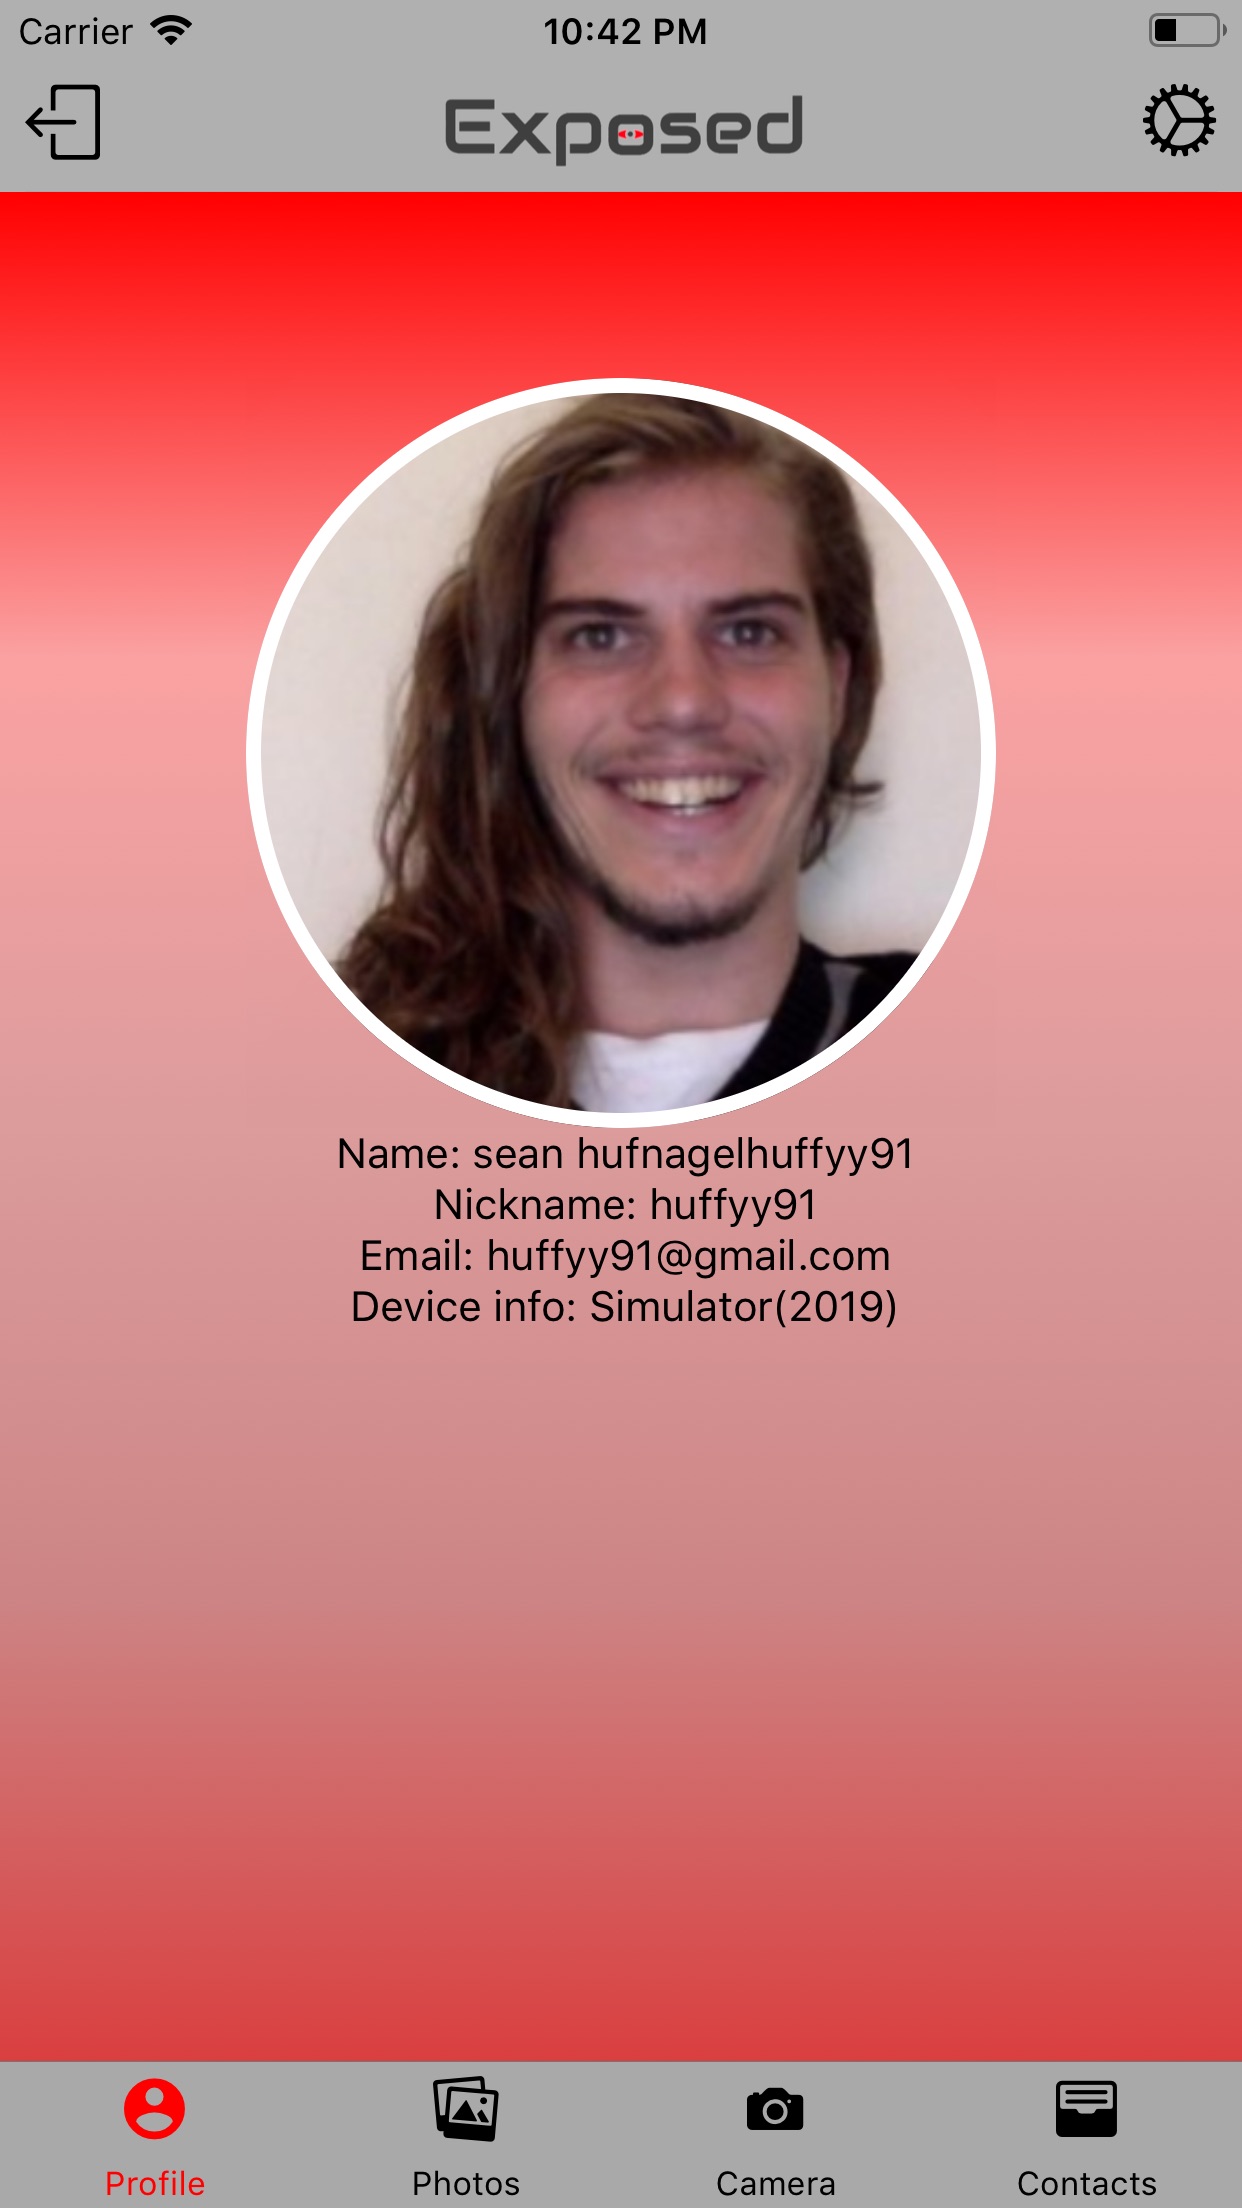 Carrier 10:42 PM
Exposed
Name: sean hufnagelhuffyy91
Nickname: huffyy91
Email: huffyy91@gmail.com
Device info: Simulator(2019)
Profile Photos Camera Contacts